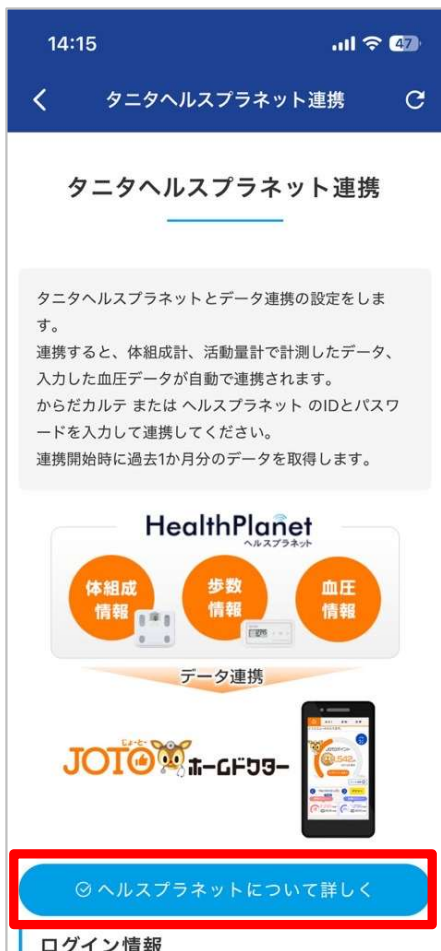 14:15
47
タニタヘルスプラネット連携
タニタヘルスプラネット連携
タニタヘルスプラネットとデータ連携の設定をしま
す。
連携すると、体組成計、活動量計で計測したデータ、
入力した血圧データが自動で連携されます。
からだカルテ または ヘルスプラネット のIDとパスワ
ードを入力して連携してください。
連携開始時に過去1か月分のデータを取得します。
HealthPlanet
ヘルスプラネット
体組成
情報
歩数
情報
血圧
情報
データ連携
じょーとー
JOTOホームドクター
ヘルスプラネットについて詳しく
ログイン情報